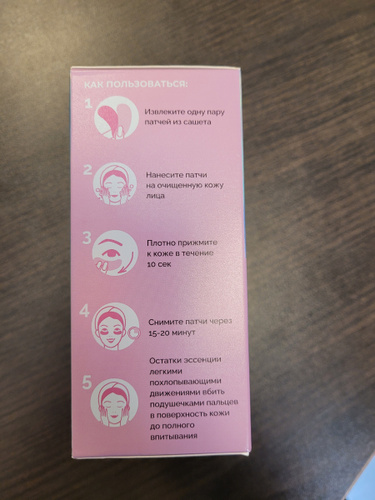 КАК ПОЛЬЗОВАТЬСЯ:
1
Извлеките одну пару
патчей из сашета
2
Нанесите патчи
на очищенную кожу
лица
3
Плотно прижмите
к коже в течение
10 сек
4
Снимите патчи через
15-20 минут
5
Остатки эссенции
легкими
похлопывающими
движениями вбить
подушечками пальцев
в поверхность кожи
до полного
впитывания